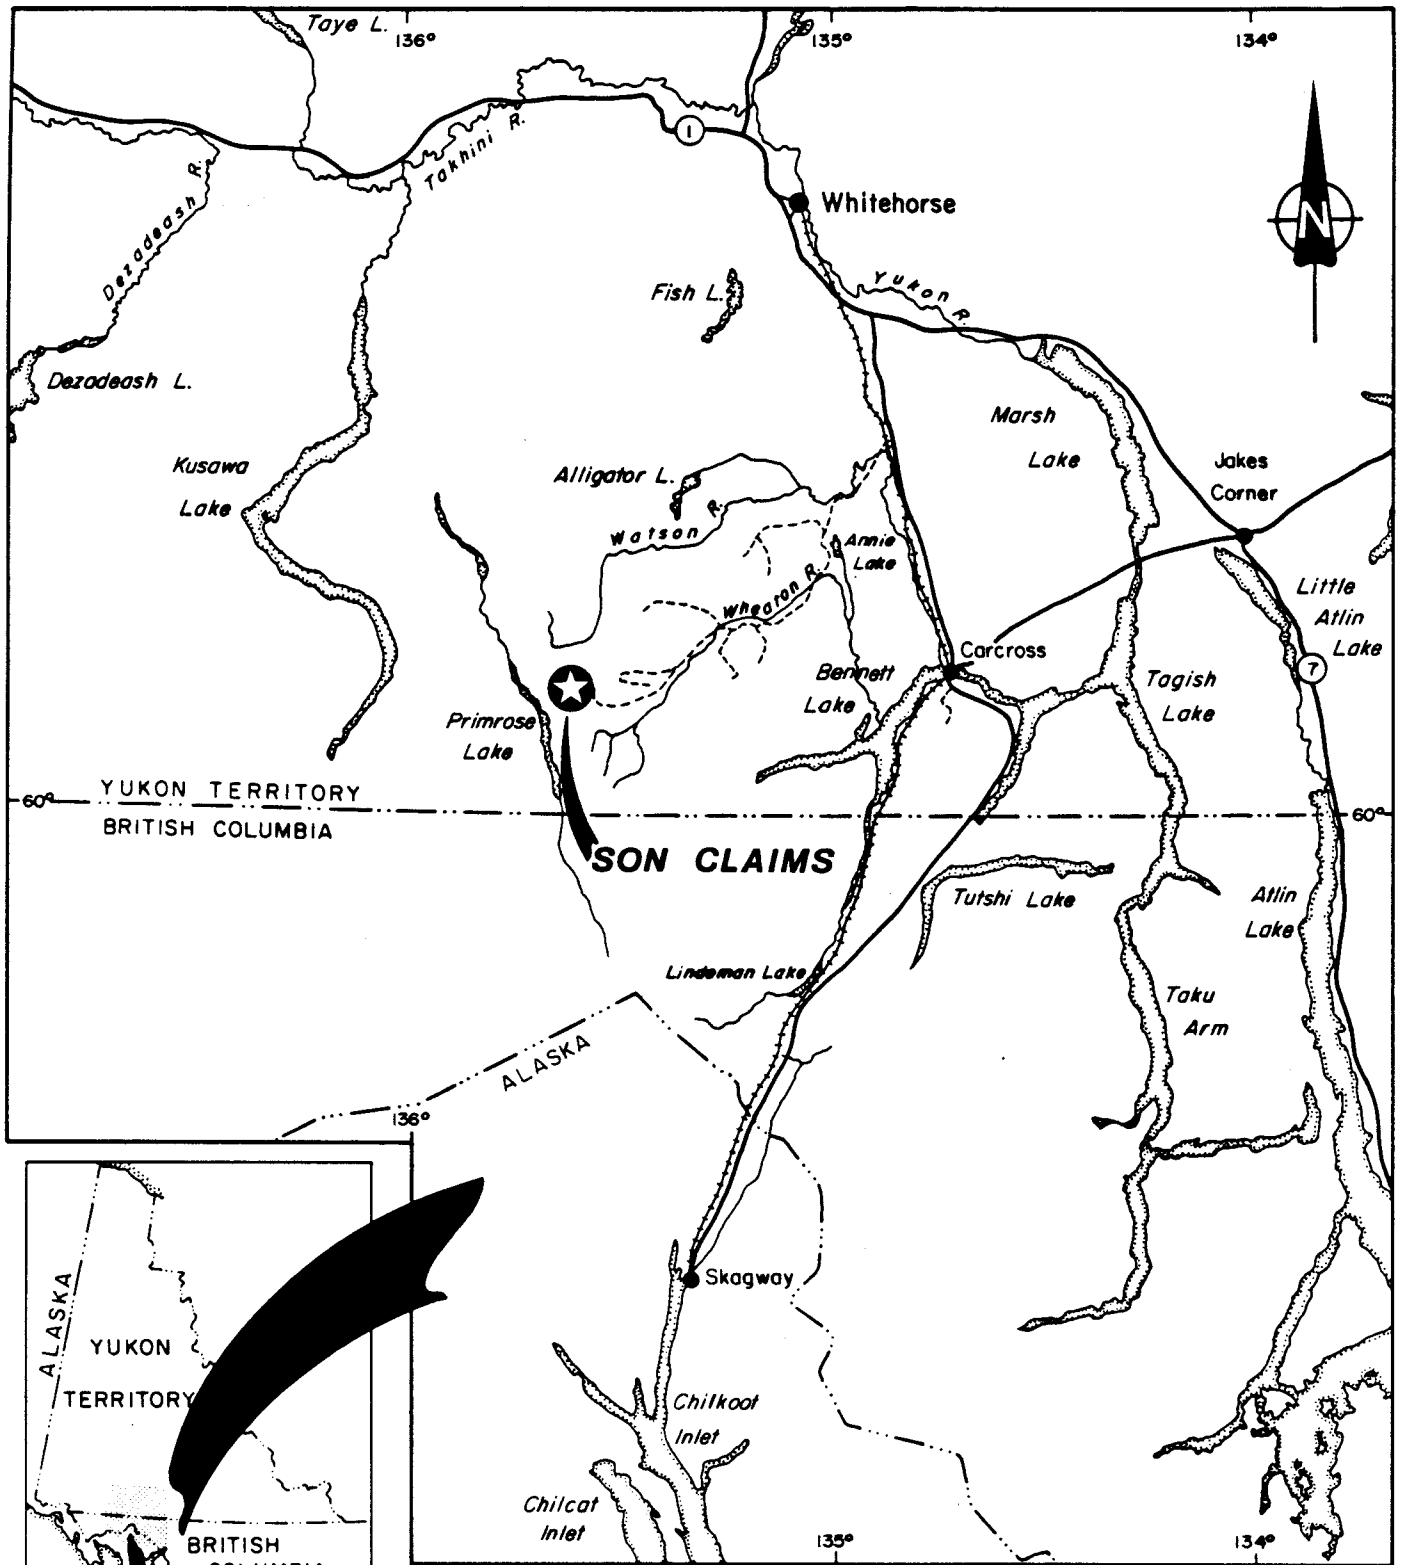 Taye L.
136°
135°
134°
1
Takhini R.
Whitehorse
N
Dezadeash R.
Yukon R.
Fish L.
Dezadeash L.
Marsh
Lake
Kusawa
Lake
Alligator L.
Jakes
Corner
Watson R.
Annie
Lake
Little
Atlin
Lake
Wheaton R.
Carcross
7
Bennett
Lake
Tagish
Lake
Primrose
Lake
YUKON TERRITORY
60°
60°
BRITISH COLUMBIA
SON CLAIMS
Tutshi Lake
Atlin
Lake
Lindeman Lake
Taku
Arm
ALASKA
136°
Skagway
ALASKA
YUKON
TERRITORY
Chilkoot
Inlet
Chilcat
Inlet
135°
134°
BRITISH
COLUMBIA